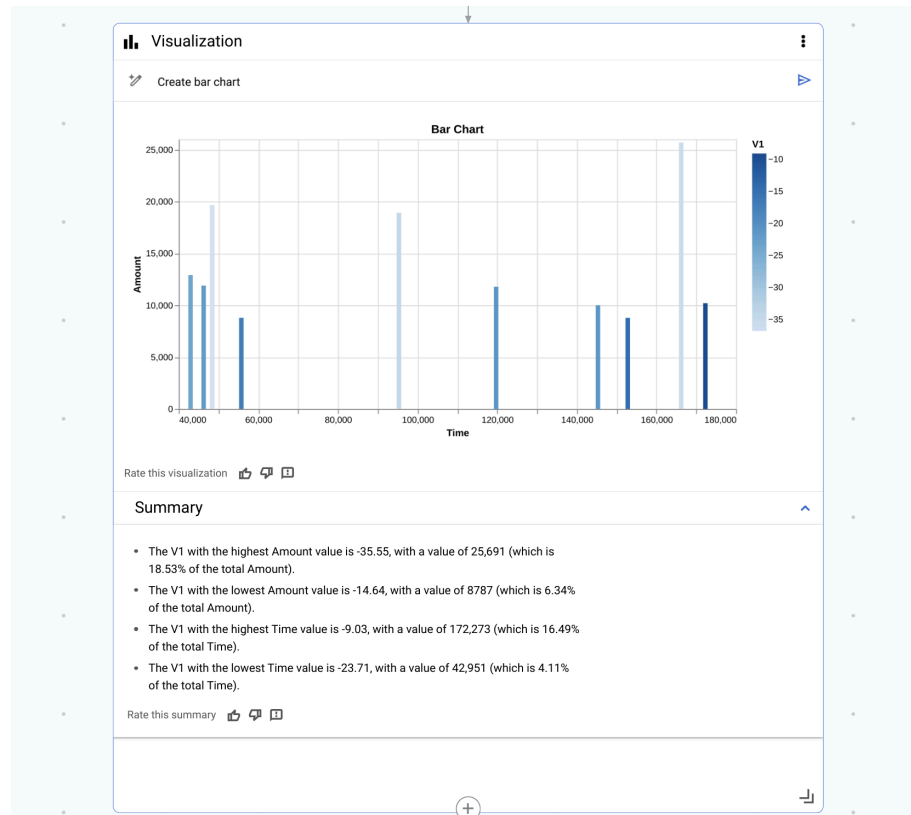 Visualization
Create bar chart
Bar Chart
V1
25,000
20,000
15,000
10,000
5,000
0
Amount
−10
−15
−20
−25
−30
−35
40,000 60,000 80,000 100,000 120,000 140,000 160,000 180,000
Time
Rate this visualization
Summary
• The V1 with the highest Amount value is -35.55, with a value of 25,691 (which is
18.53% of the total Amount).
• The V1 with the lowest Amount value is -14.64, with a value of 8787 (which is 6.34%
of the total Amount).
• The V1 with the highest Time value is -9.03, with a value of 172,273 (which is 16.49%
of the total Time).
• The V1 with the lowest Time value is -23.71, with a value of 42,951 (which is 4.11%
of the total Time).
Rate this summary